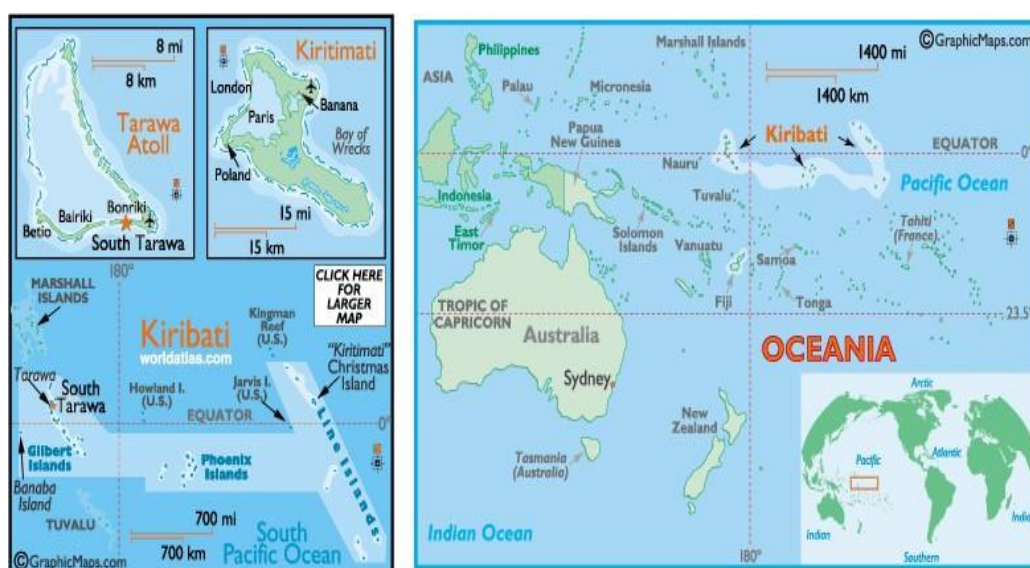 8 mi
8 km
Tarawa
Atoll
Bonriki
Bairiki
Betio
South Tarawa
Kiritimati
London
Banana
Paris
Bay of
Wrecks
Poland
15 mi
15 km
180°
MARSHALL
ISLANDS
CLICK HERE
FOR
LARGER
MAP
Kiribati
worldatlas.com
Kingman
Reef
(U.S.)
"Kiritimati"
Christmas
Island
Tarawa
South
Tarawa
Howland I.
(U.S.)
Jarvis I.
(U.S.)
EQUATOR
0°
Gilbert
Islands
Phoenix
Islands
Line Islands
Banaba
Island
TUVALU
700 mi
700 km
South
Pacific Ocean
©GraphicMaps.com
©GraphicMaps.com
Philippines
Marshall Islands
1400 mi
1400 km
ASIA
Palau
Micronesia
Papua
New Guinea
Kiribati
EQUATOR
0°
Nauru
Pacific Ocean
Indonesia
Tuvalu
East
Timor
Solomon
Islands
Vanuatu
Samoa
Tahiti
(France)
Fiji
Tonga
TROPIC OF
CAPRICORN
23.5°
Australia
OCEANIA
Sydney
New
Zealand
Tasmania
(Australia)
Indian Ocean
180°
Arctic
Pacific
Atlantic
Indian
Indian
Southern